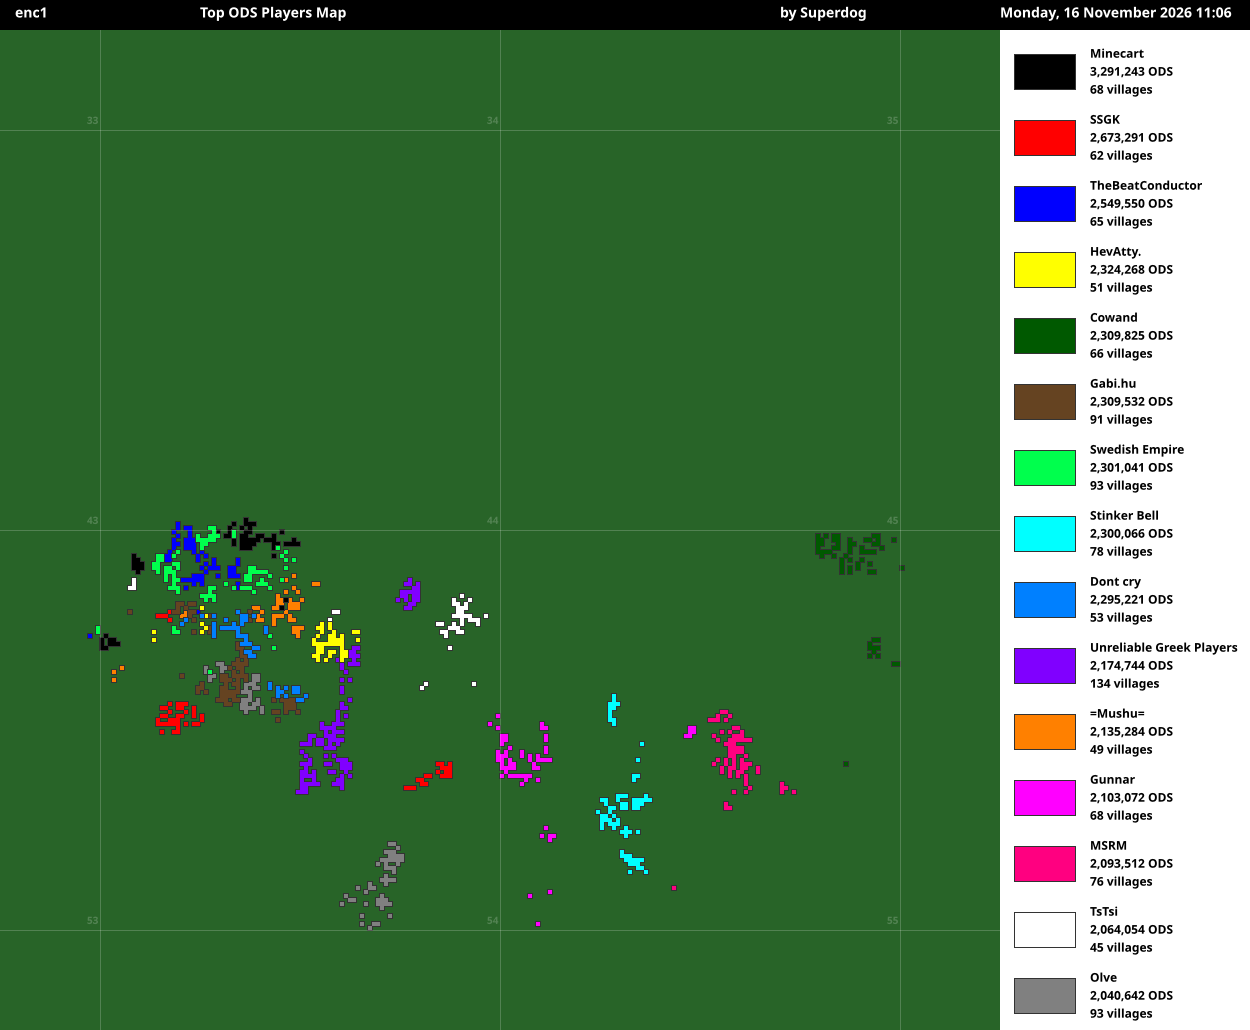 enc1 Top ODS Players Map by Superdog Monday, 16 November 2026 11:06
33 34 35
43 44 45
53 54 55
Minecart
3,291,243 ODS
68 villages
SSGK
2,673,291 ODS
62 villages
TheBeatConductor
2,549,550 ODS
65 villages
HevAtty.
2,324,268 ODS
51 villages
Cowand
2,309,825 ODS
66 villages
Gabi.hu
2,309,532 ODS
91 villages
Swedish Empire
2,301,041 ODS
93 villages
Stinker Bell
2,300,066 ODS
78 villages
Dont cry
2,295,221 ODS
53 villages
Unreliable Greek Players
2,174,744 ODS
134 villages
=Mushu=
2,135,284 ODS
49 villages
Gunnar
2,103,072 ODS
68 villages
MSRM
2,093,512 ODS
76 villages
TsTsi
2,064,054 ODS
45 villages
Olve
2,040,642 ODS
93 villages